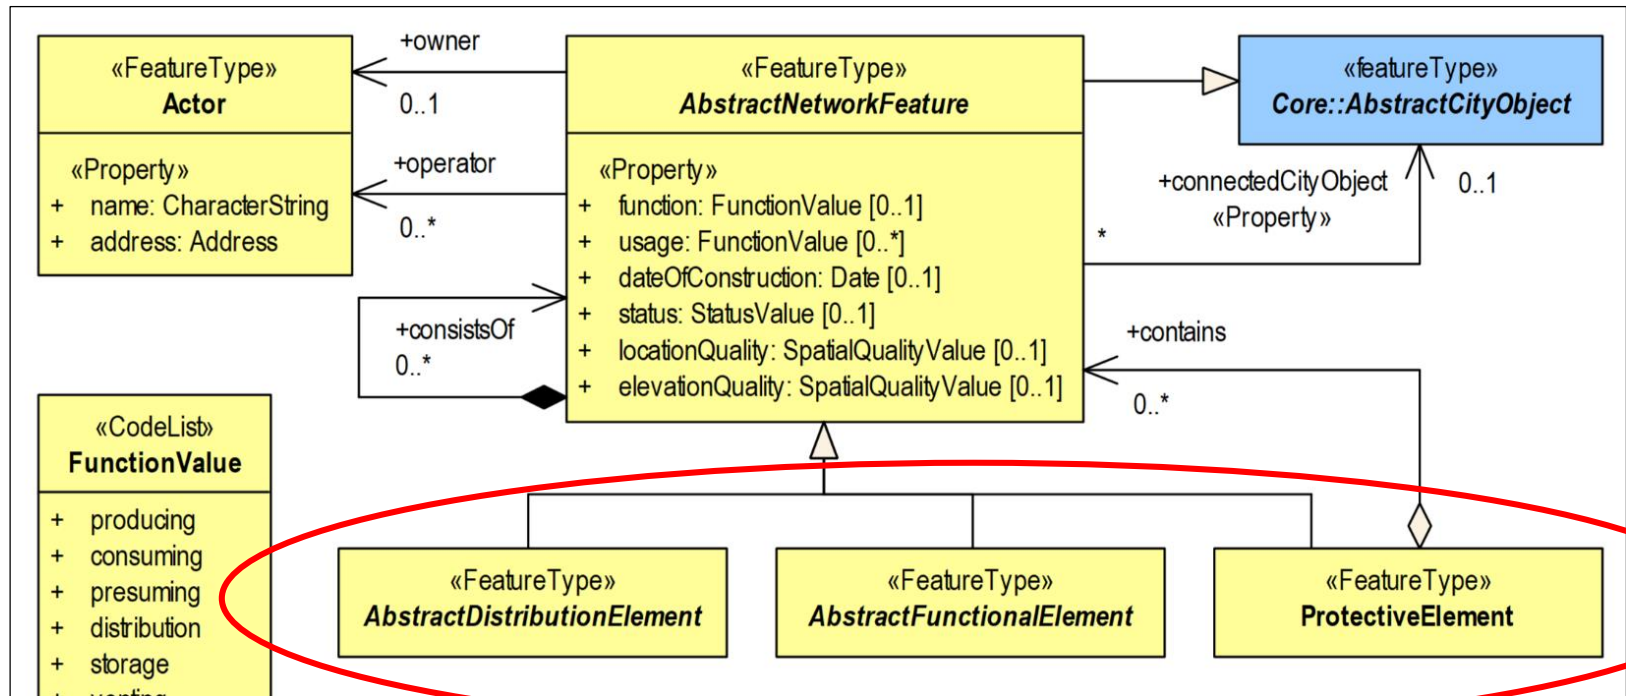 «FeatureType»
Actor
«Property»
+ name: CharacterString
+ address: Address
+owner
0..1
+operator
0..*
«FeatureType»
AbstractNetworkFeature
«Property»
+ function: FunctionValue [0..1]
+ usage: FunctionValue [0..*]
+ dateOfConstruction: Date [0..1]
+ status: StatusValue [0..1]
+ locationQuality: SpatialQualityValue [0..1]
+ elevationQuality: SpatialQualityValue [0..1]
«featureType»
Core::AbstractCityObject
+connectedCityObject
«Property»
0..1
*
+consistsOf
0..*
+contains
0..*
«CodeList»
FunctionValue
+ producing
+ consuming
+ presuming
+ distribution
+ storage
«FeatureType»
AbstractDistributionElement
«FeatureType»
AbstractFunctionalElement
«FeatureType»
ProtectiveElement